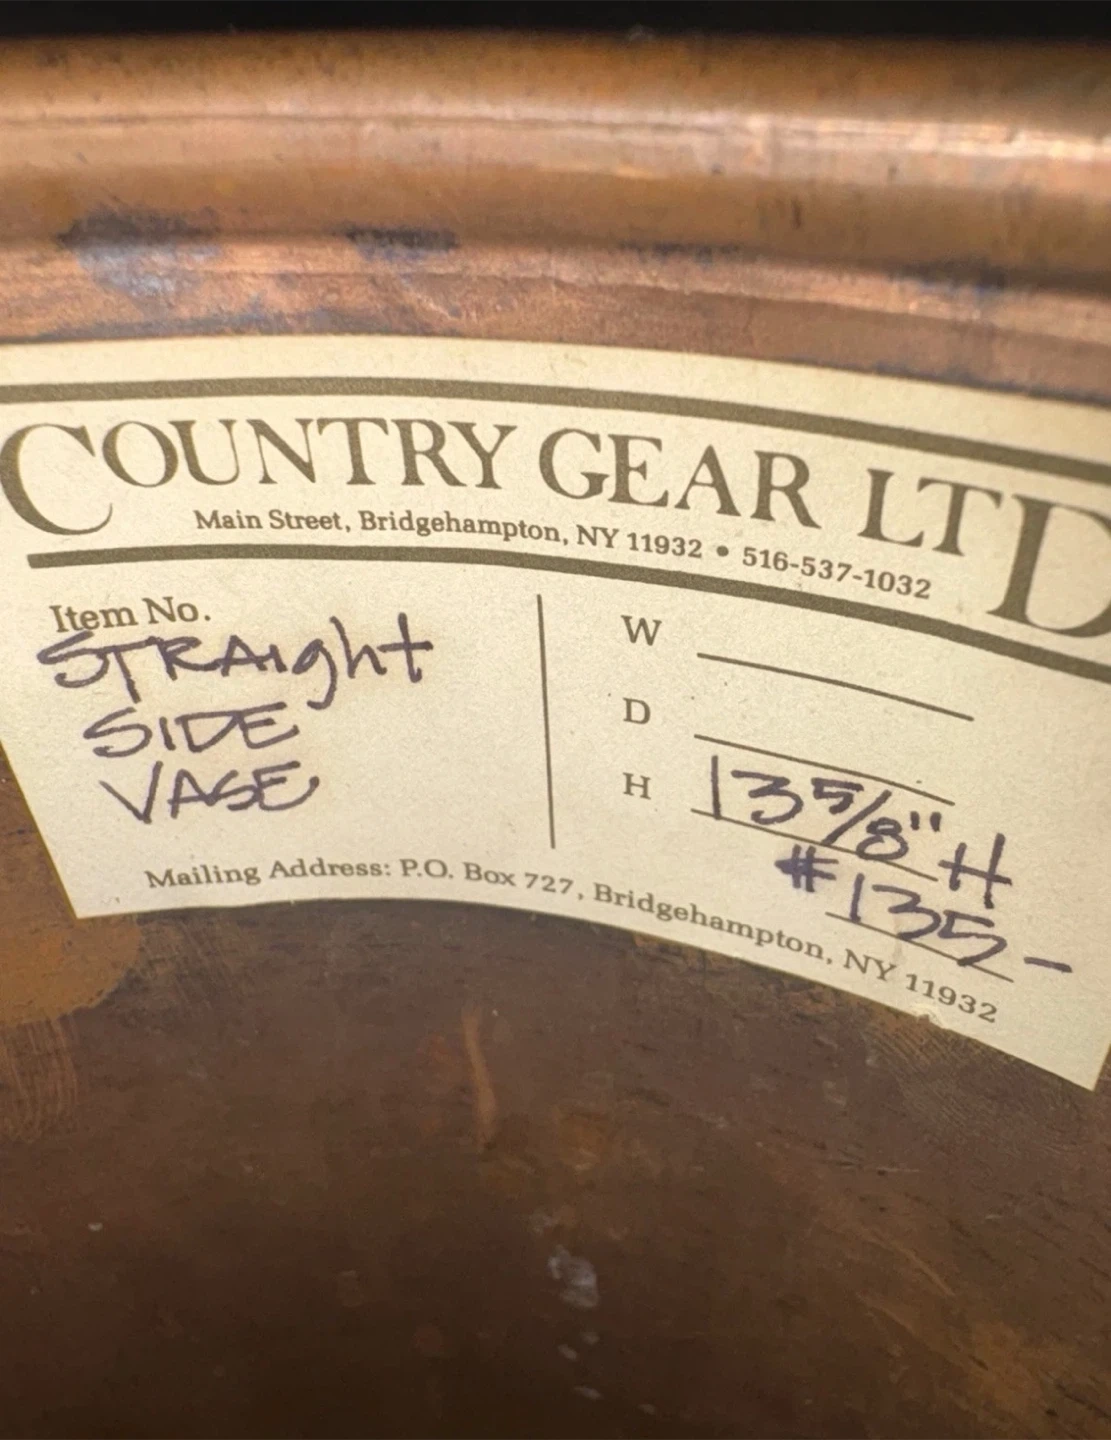 COUNTRY GEAR LTD
Main Street, Bridgehampton, NY 11932 • 516-537-1032
Item No.
STRAIght
SIDE
VASE
W
D
H 13 5/8" H
#135-
Mailing Address: P.O. Box 727, Bridgehampton, NY 11932